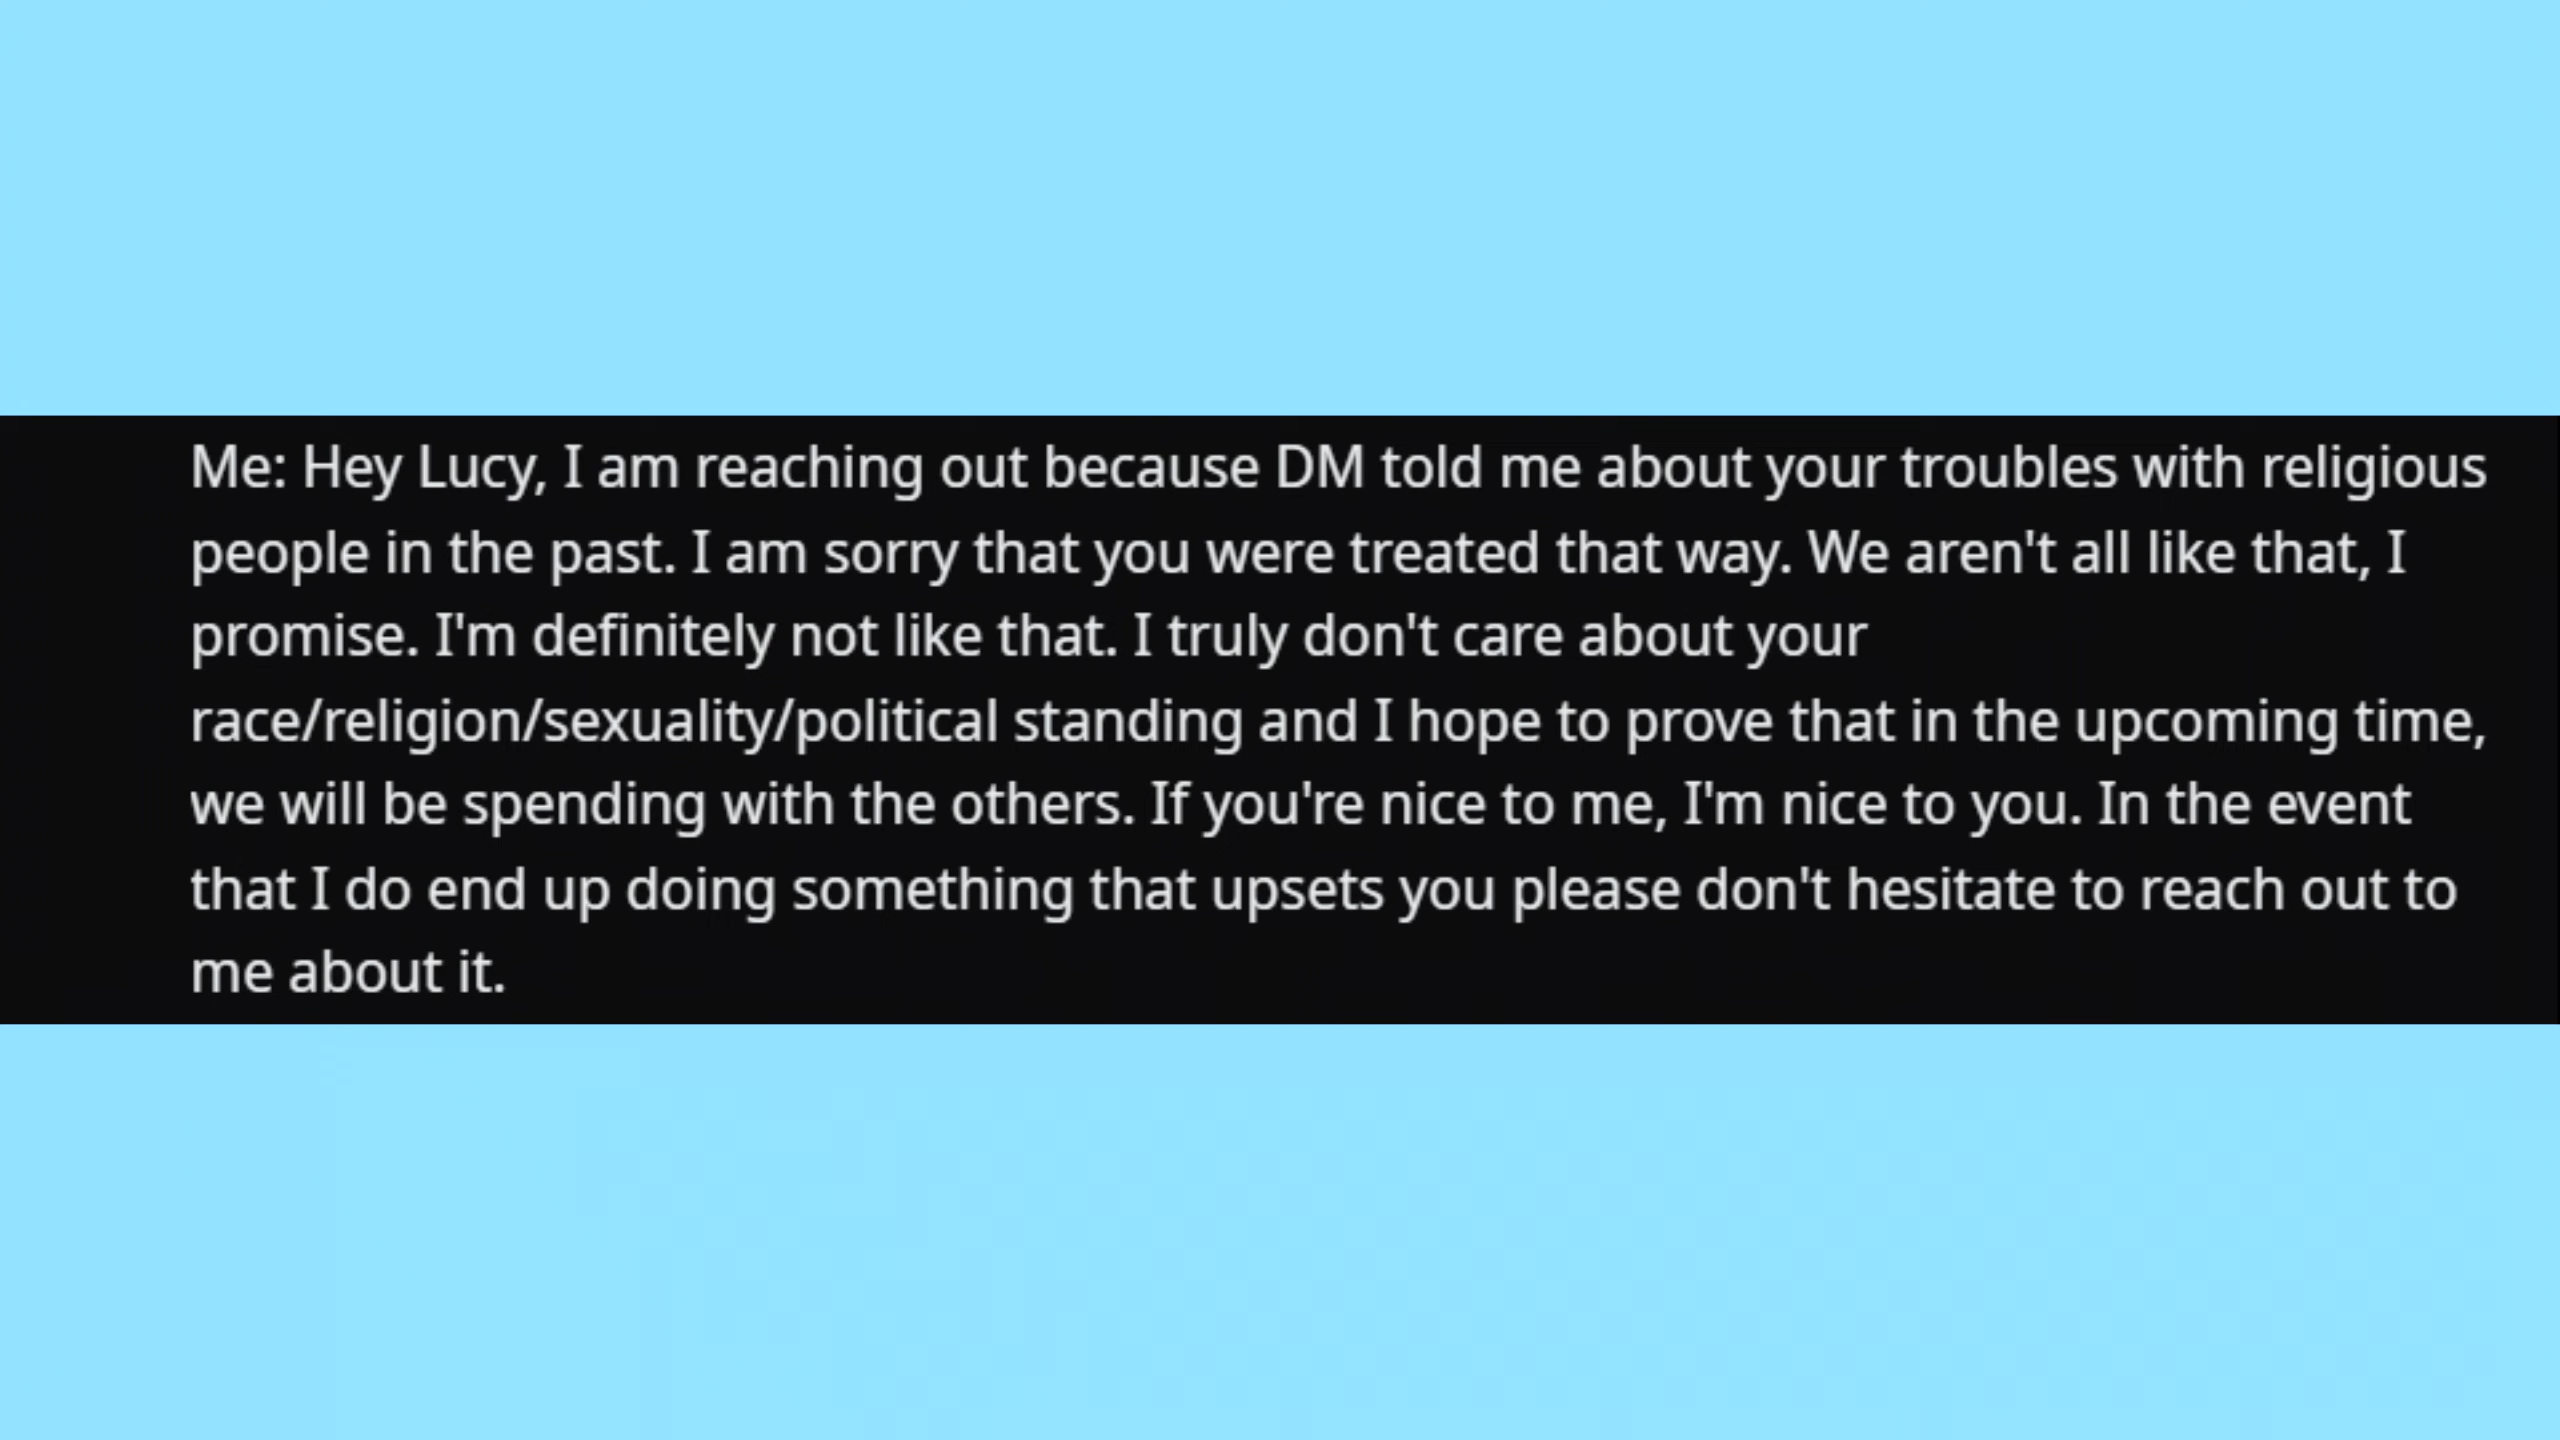 Me: Hey Lucy, I am reaching out because DM told me about your troubles with religious
people in the past. I am sorry that you were treated that way. We aren't all like that, I
promise. I'm definitely not like that. I truly don't care about your
race/religion/sexuality/political standing and I hope to prove that in the upcoming time,
we will be spending with the others. If you're nice to me, I'm nice to you. In the event
that I do end up doing something that upsets you please don't hesitate to reach out to
me about it.